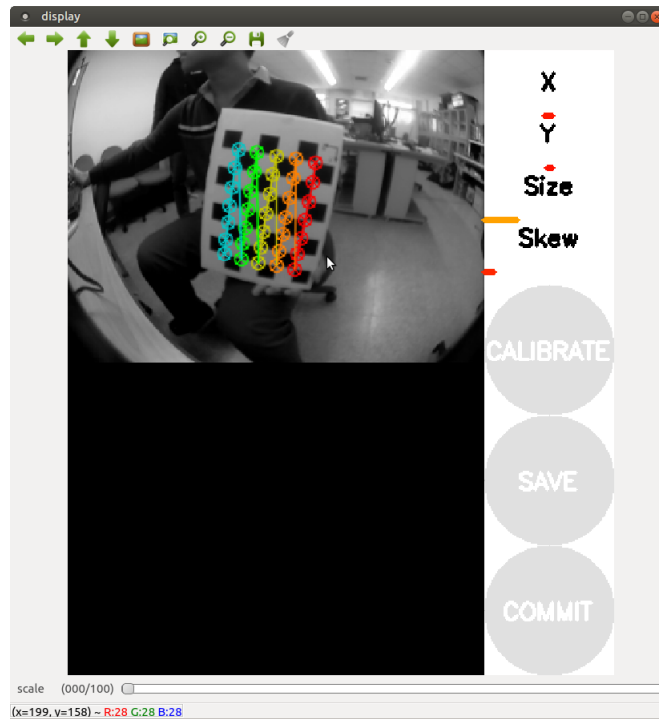 display
X
Y
Size
Skew
CALIBRATE
SAVE
COMMIT
scale (000/100)
(x=199, y=158) ~ R:28 G:28 B:28